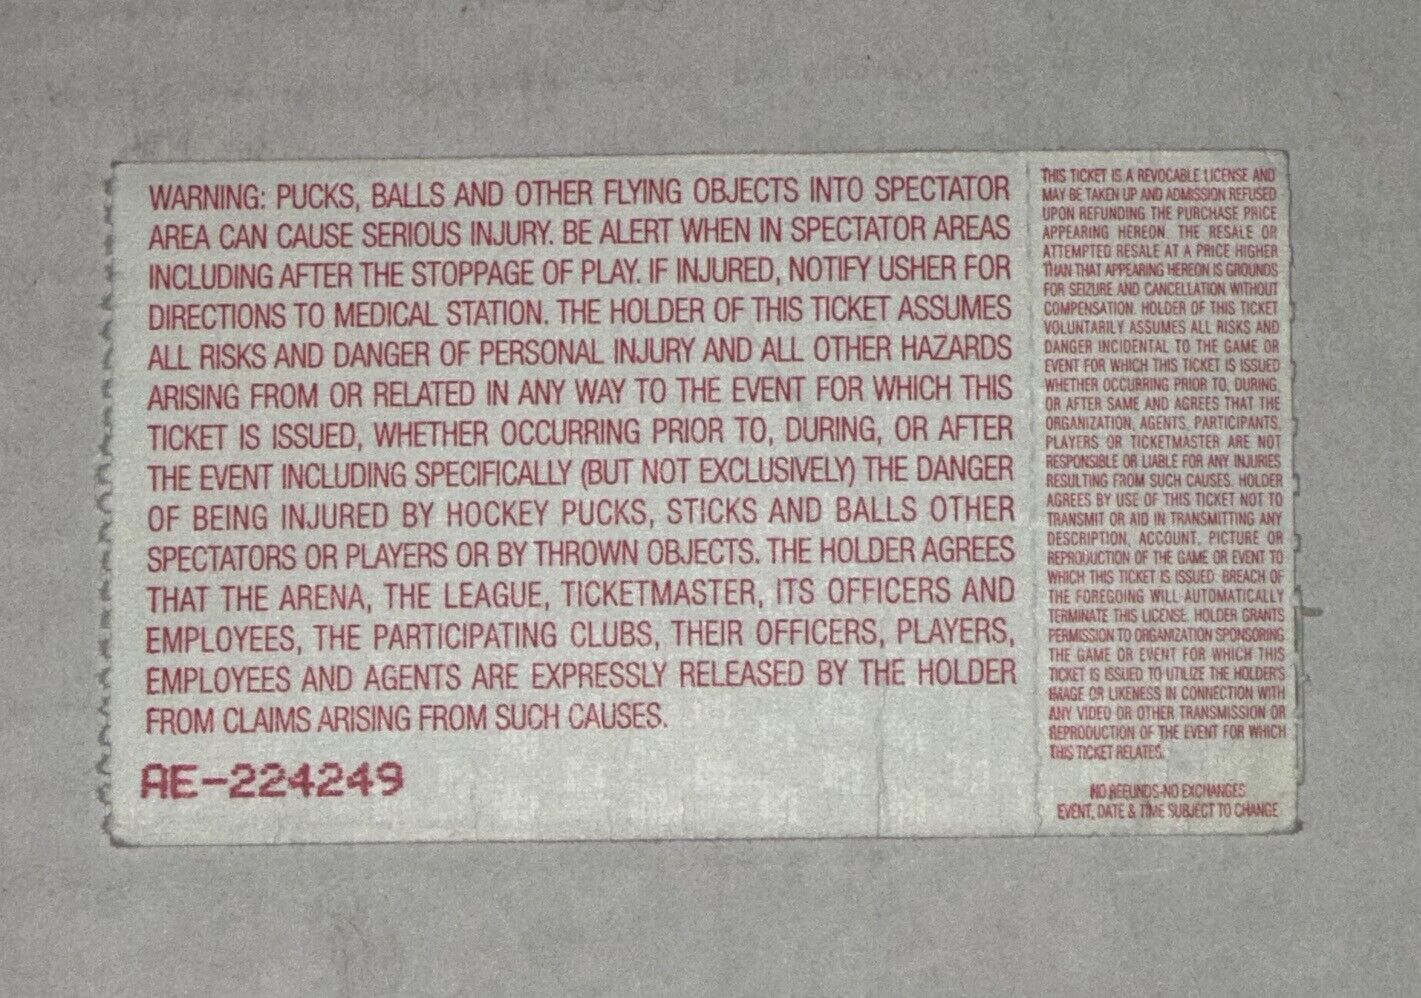 WARNING: PUCKS, BALLS AND OTHER FLYING OBJECTS INTO SPECTATOR
AREA CAN CAUSE SERIOUS INJURY. BE ALERT WHEN IN SPECTATOR AREAS
INCLUDING AFTER THE STOPPAGE OF PLAY. IF INJURED, NOTIFY USHER FOR
DIRECTIONS TO MEDICAL STATION. THE HOLDER OF THIS TICKET ASSUMES
ALL RISKS AND DANGER OF PERSONAL INJURY AND ALL OTHER HAZARDS
ARISING FROM OR RELATED IN ANY WAY TO THE EVENT FOR WHICH THIS
TICKET IS ISSUED, WHETHER OCCURRING PRIOR TO, DURING, OR AFTER
THE EVENT INCLUDING SPECIFICALLY (BUT NOT EXCLUSIVELY) THE DANGER
OF BEING INJURED BY HOCKEY PUCKS, STICKS AND BALLS OTHER
SPECTATORS OR PLAYERS OR BY THROWN OBJECTS. THE HOLDER AGREES
THAT THE ARENA, THE LEAGUE, TICKETMASTER, ITS OFFICERS AND
EMPLOYEES, THE PARTICIPATING CLUBS, THEIR OFFICERS, PLAYERS,
EMPLOYEES AND AGENTS ARE EXPRESSLY RELEASED BY THE HOLDER
FROM CLAIMS ARISING FROM SUCH CAUSES.
AE-224249
THIS TICKET IS A REVOCABLE LICENSE AND
MAY BE TAKEN UP AND ADMISSION REFUSED
UPON REFUNDING THE PURCHASE PRICE
APPEARING HEREON. THE RESALE OR
ATTEMPTED RESALE AT A PRICE HIGHER
THAN THAT APPEARING HEREON IS GROUNDS
FOR SEIZURE AND CANCELLATION WITHOUT
COMPENSATION. HOLDER OF THIS TICKET
VOLUNTARILY ASSUMES ALL RISKS AND
DANGER INCIDENTAL TO THE GAME OR
EVENT FOR WHICH THIS TICKET IS ISSUED
WHETHER OCCURRING PRIOR TO, DURING,
OR AFTER SAME AND AGREES THAT THE
ORGANIZATION, AGENTS, PARTICIPANTS,
PLAYERS OR TICKETMASTER ARE NOT
RESPONSIBLE OR LIABLE FOR ANY INJURIES
RESULTING FROM SUCH CAUSES. HOLDER
AGREES BY USE OF THIS TICKET NOT TO
TRANSMIT OR AID IN TRANSMITTING ANY
DESCRIPTION, ACCOUNT, PICTURE OR
REPRODUCTION OF THE GAME OR EVENT TO
WHICH THIS TICKET IS ISSUED. BREACH OF
THE FOREGOING WILL AUTOMATICALLY
TERMINATE THIS LICENSE. HOLDER GRANTS
PERMISSION TO ORGANIZATION SPONSORING
THE GAME OR EVENT FOR WHICH THIS
TICKET IS ISSUED TO UTILIZE THE HOLDER'S
IMAGE OR LIKENESS IN CONNECTION WITH
ANY VIDEO OR OTHER TRANSMISSION OR
REPRODUCTION OF THE EVENT FOR WHICH
THIS TICKET RELATES.
NO REFUNDS-NO EXCHANGES
EVENT, DATE & TIME SUBJECT TO CHANGE